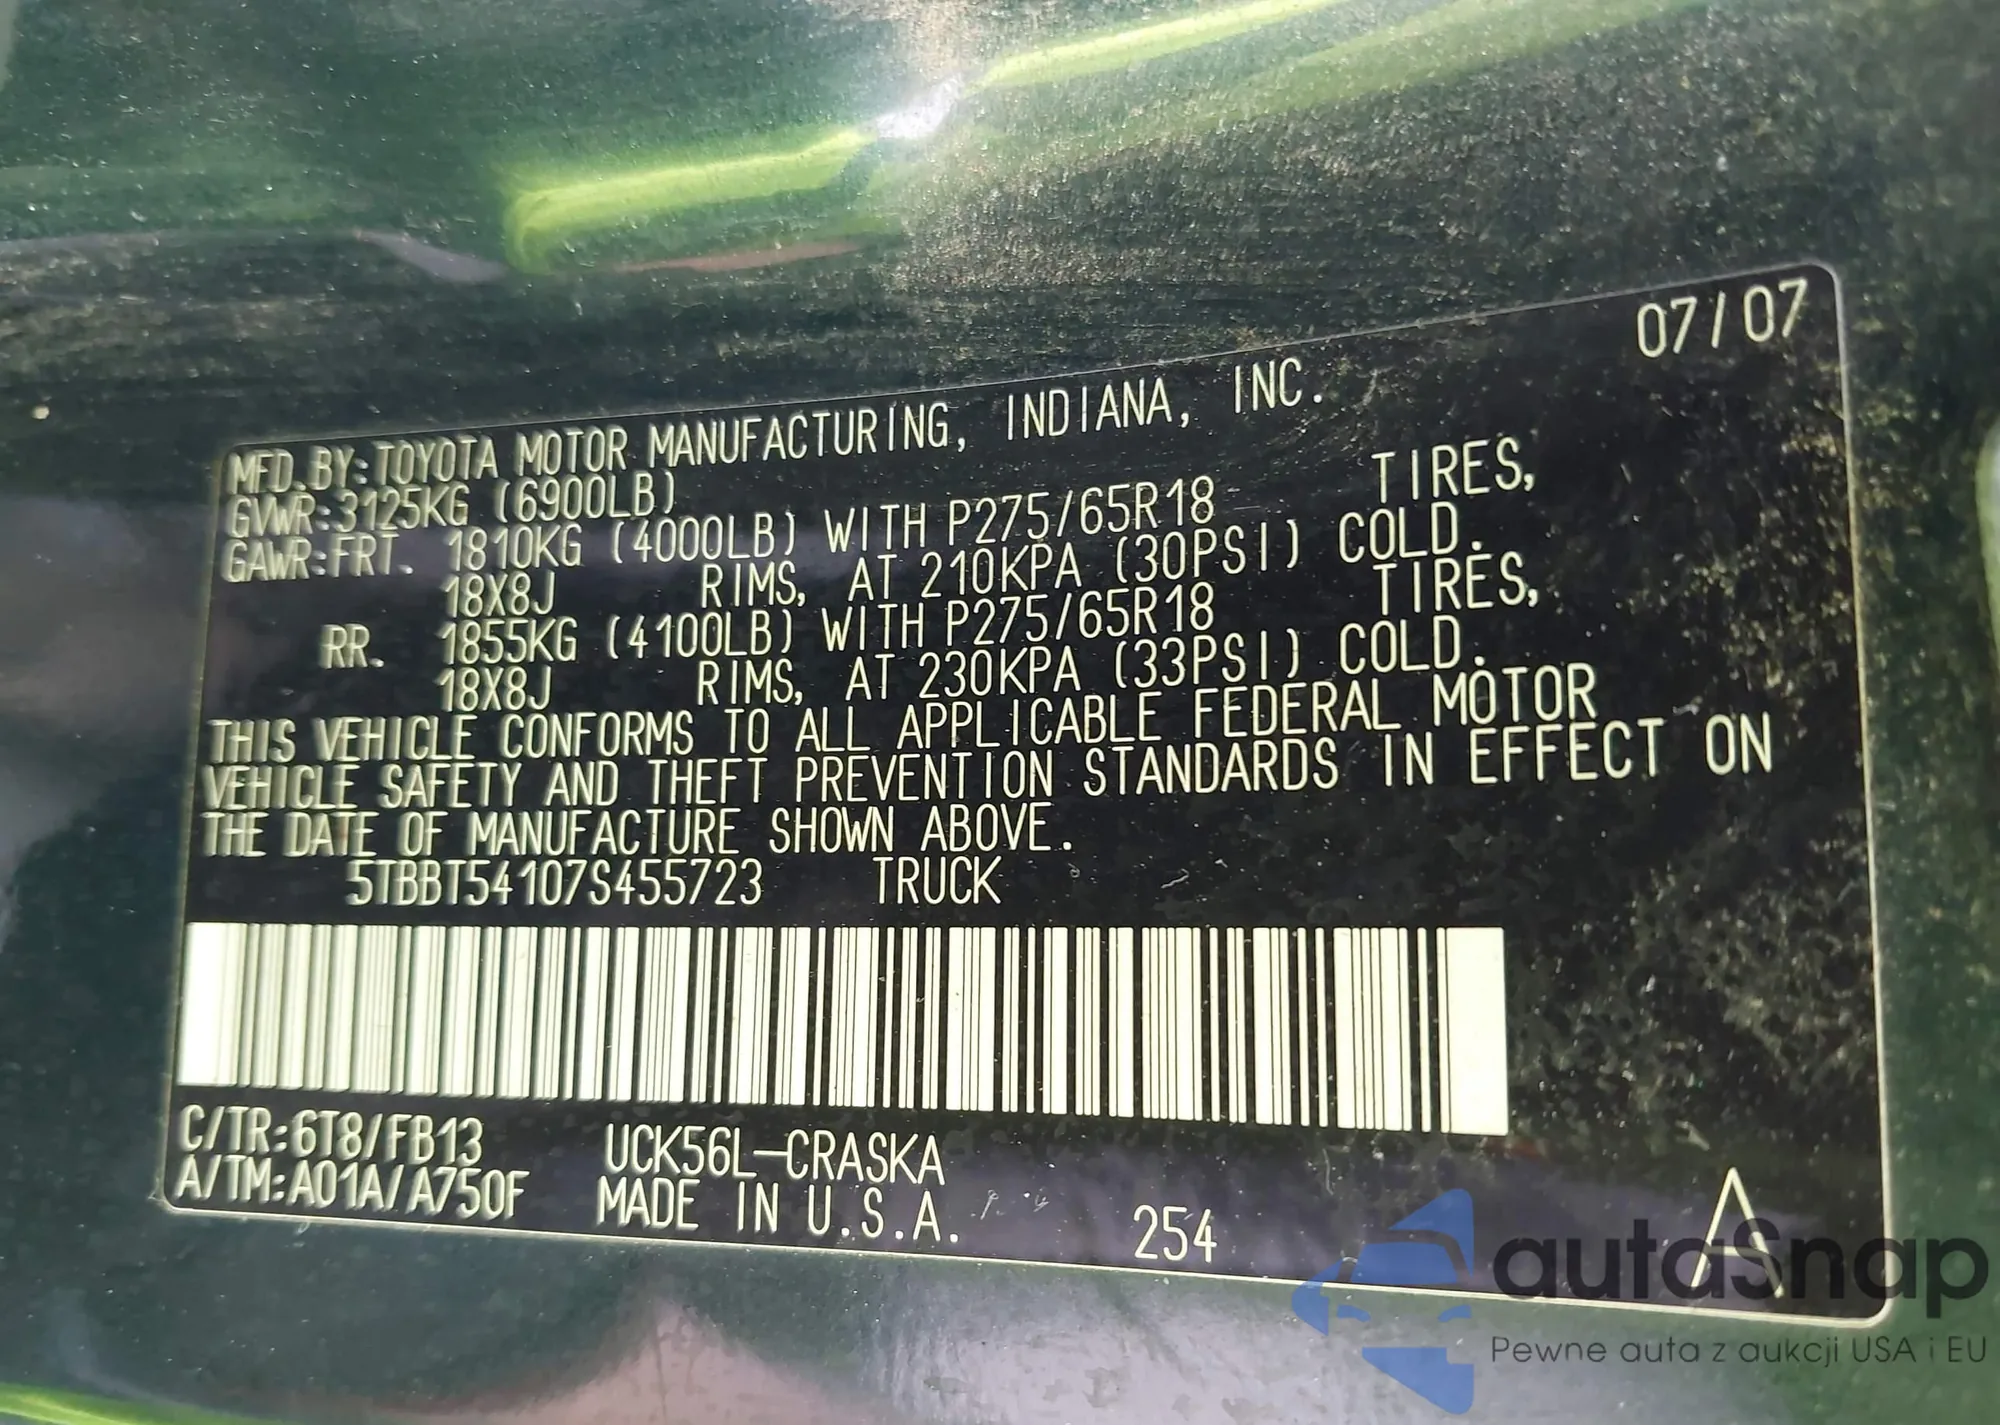 07/07
MFD.BY:TOYOTA MOTOR MANUFACTURING, INDIANA, INC.
GVWR:3125KG (6900LB)
GAWR:FRT. 1810KG (4000LB) WITH P275/65R18 TIRES,
18X8J RIMS, AT 210KPA (30PSI) COLD.
RR. 1855KG (4100LB) WITH P275/65R18 TIRES,
18X8J RIMS, AT 230KPA (33PSI) COLD.
THIS VEHICLE CONFORMS TO ALL APPLICABLE FEDERAL MOTOR
VEHICLE SAFETY AND THEFT PREVENTION STANDARDS IN EFFECT ON
THE DATE OF MANUFACTURE SHOWN ABOVE.
5TBBT54107S455723 TRUCK
C/TR:6T8/FB13 UCK56L-CRASKA
A/TM:A01A/A750F MADE IN U.S.A. 254 A
autoSnap
Pewne auta z aukcji USA i EU